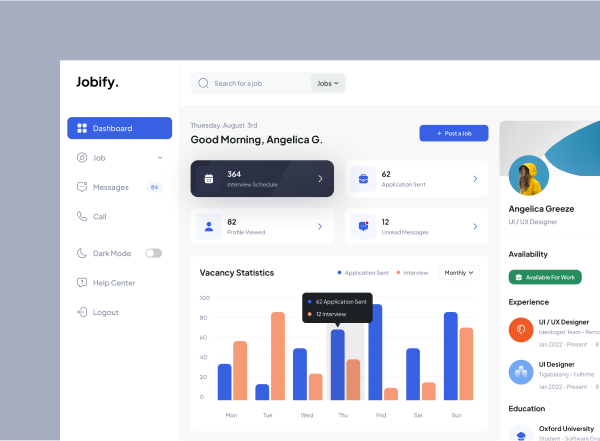 Jobify.
Search for a job
Jobs
Dashboard
Job
Messages
84
Call
Dark Mode
Help Center
Logout
Thuesday, August 3rd
Good Morning, Angelica G.
+ Post a Job
364
Interview Schedule
62
Application Sent
82
Profile Viewed
12
Unread Messages
Vacancy Statistics
Application Sent
Interview
Monthly
62 Application Sent
12 Interview
100
80
60
40
20
0
Mon
Tue
Wed
Thu
Frid
Sat
Sun
Angelica Greeze
UI / UX Designer
Availability
Available For Work
Experience
UI / UX Designer
Ideologist Team - Remo
Jan 2022 - Present • 8
UI Designer
Tigabatang - Fulltime
Jan 2022 - Present • 8
Education
Oxford University
Student - Software Eng